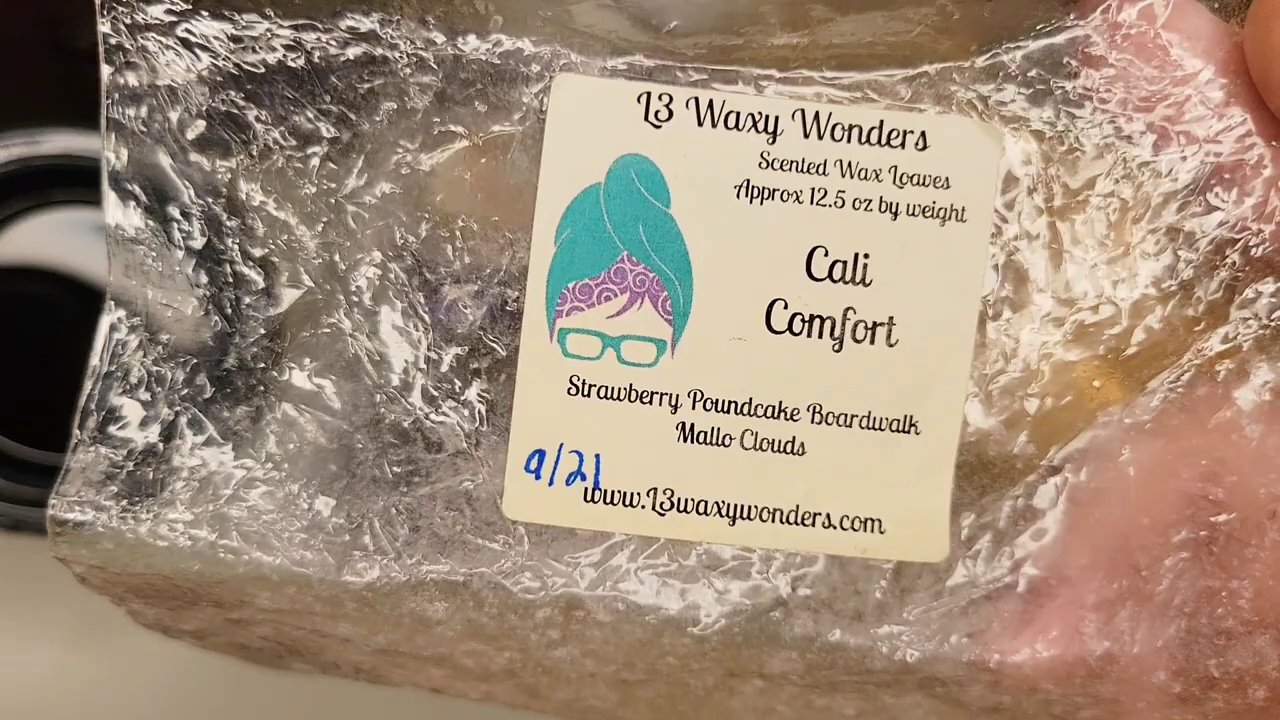 L3 Waxy Wonders
Scented Wax Loaves
Approx 12.5 oz by weight
Cali
Comfort
Strawberry Poundcake Boardwalk
Mallo Clouds
9/21
www.L3waxywonders.com